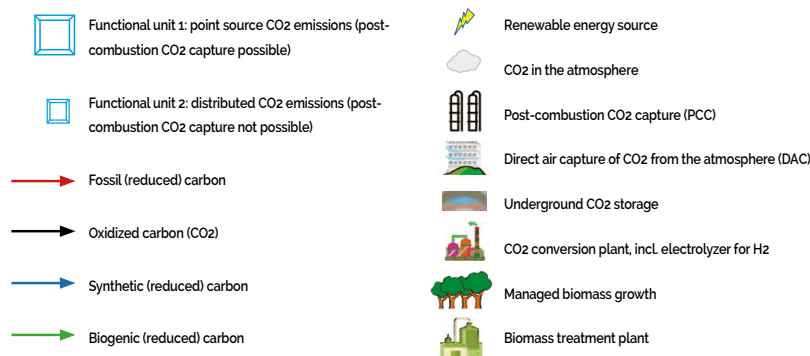 Functional unit 1: point source CO2 emissions (post-
combustion CO2 capture possible)
Functional unit 2: distributed CO2 emissions (post-
combustion CO2 capture not possible)
Fossil (reduced) carbon
Oxidized carbon (CO2)
Synthetic (reduced) carbon
Biogenic (reduced) carbon
Renewable energy source
CO2 in the atmosphere
Post-combustion CO2 capture (PCC)
Direct air capture of CO2 from the atmosphere (DAC)
Underground CO2 storage
CO2 conversion plant, incl. electrolyzer for H2
Managed biomass growth
Biomass treatment plant